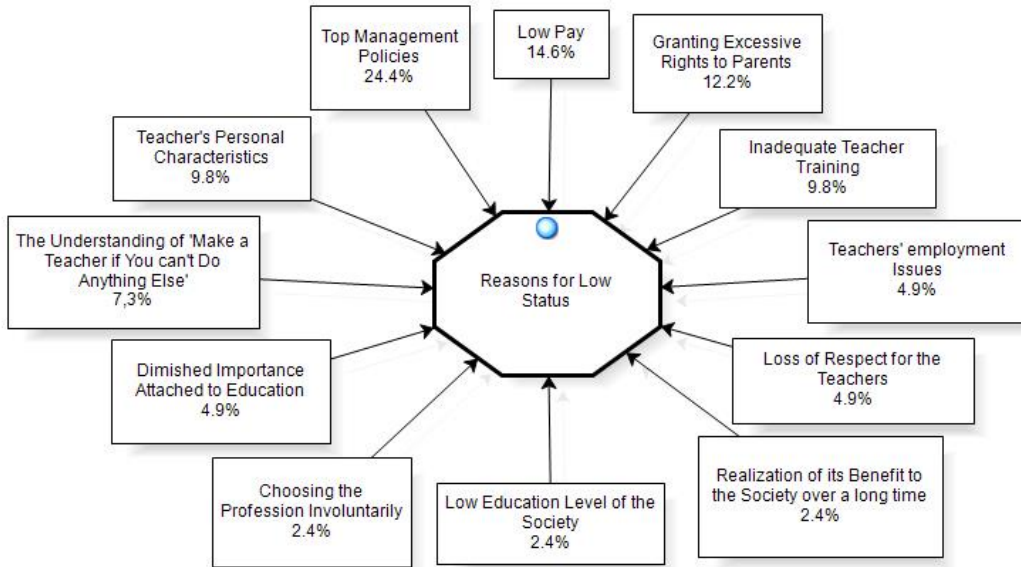 Top Management
Policies
24.4%
Low Pay
14.6%
Granting Excessive
Rights to Parents
12.2%
Teacher's Personal
Characteristics
9.8%
Inadequate Teacher
Training
9.8%
The Understanding of 'Make a
Teacher if You can't Do
Anything Else'
7,3%
Reasons for Low
Status
Teachers' employment
Issues
4.9%
Dimished Importance
Attached to Education
4.9%
Loss of Respect for the
Teachers
4.9%
Choosing the
Profession Involuntarily
2.4%
Low Education Level of the
Society
2.4%
Realization of its Benefit to
the Society over a long time
2.4%